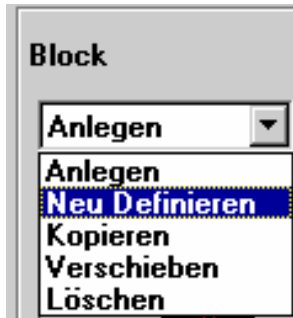 Block
Anlegen
Anlegen
Neu Definieren
Kopieren
Verschieben
Löschen